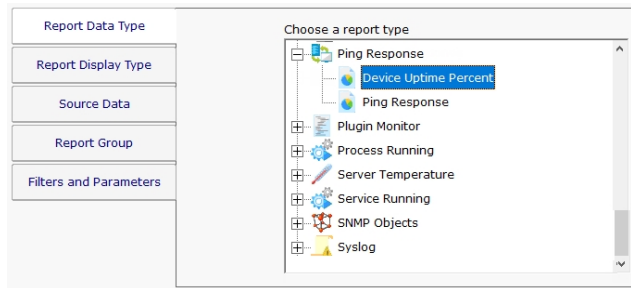 Report Data Type
Report Display Type
Source Data
Report Group
Filters and Parameters
Choose a report type
Ping Response
Device Uptime Percent
Ping Response
Plugin Monitor
Process Running
Server Temperature
Service Running
SNMP Objects
Syslog